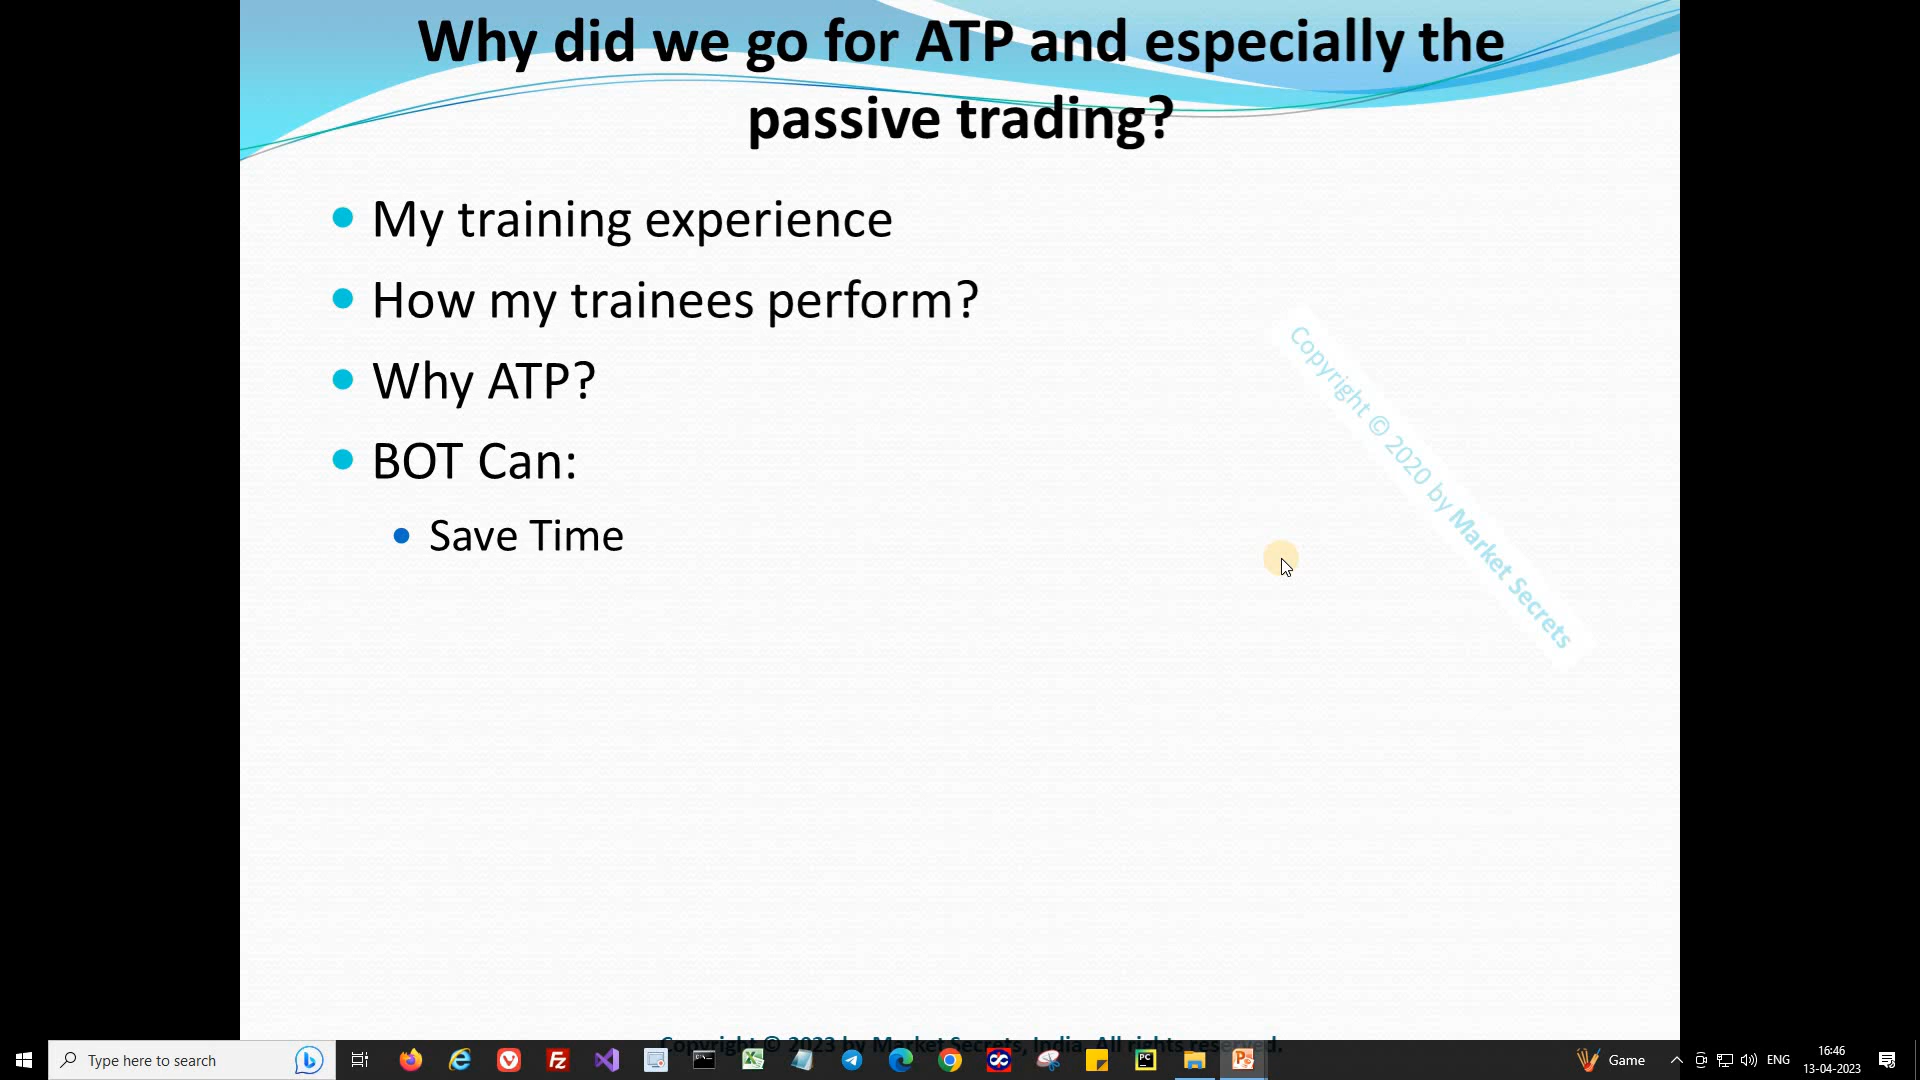 Why did we go for ATP and especially the
passive trading?
My training experience
How my trainees perform?
Why ATP?
BOT Can:
Save Time
Copyright © 2020 by Market Secrets
Copyright © 2023 by Market Secrets, India. All rights reserved.
Type here to search
Game
ENG
16:46
13-04-2023